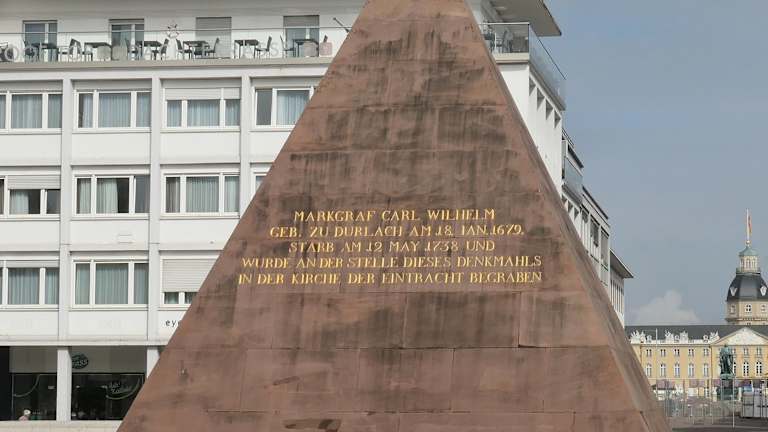 MARKGRAF CARL WILHELM
GEB. ZU DURLACH AM 18. IAN. 1679.
STARB AM 12 MAY 1738 UND
WURDE AN DER STELLE DIESES DENKMAHLS
IN DER KIRCHE DER EINTRACHT BEGRABEN
eye